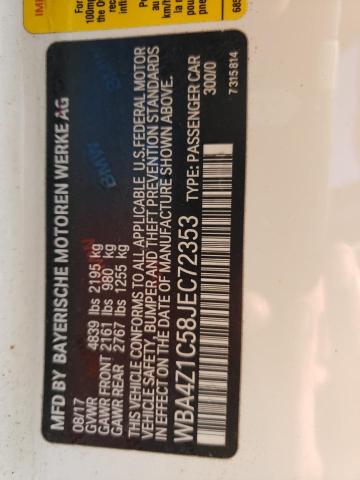 MFD BY BAYERISCHE MOTOREN WERKE AG
08/17
GVWR 4839 lbs 2195 kg
GAWR FRONT 2161 lbs 980 kg
GAWR REAR 2767 lbs 1255 kg
THIS VEHICLE CONFORMS TO ALL APPLICABLE U.S. FEDERAL MOTOR
VEHICLE SAFETY, BUMPER AND THEFT PREVENTION STANDARDS
IN EFFECT ON THE DATE OF MANUFACTURE SHOWN ABOVE.
WBA4Z1C58JEC72353 TYPE: PASSENGER CAR
300/0
7315814
BMW